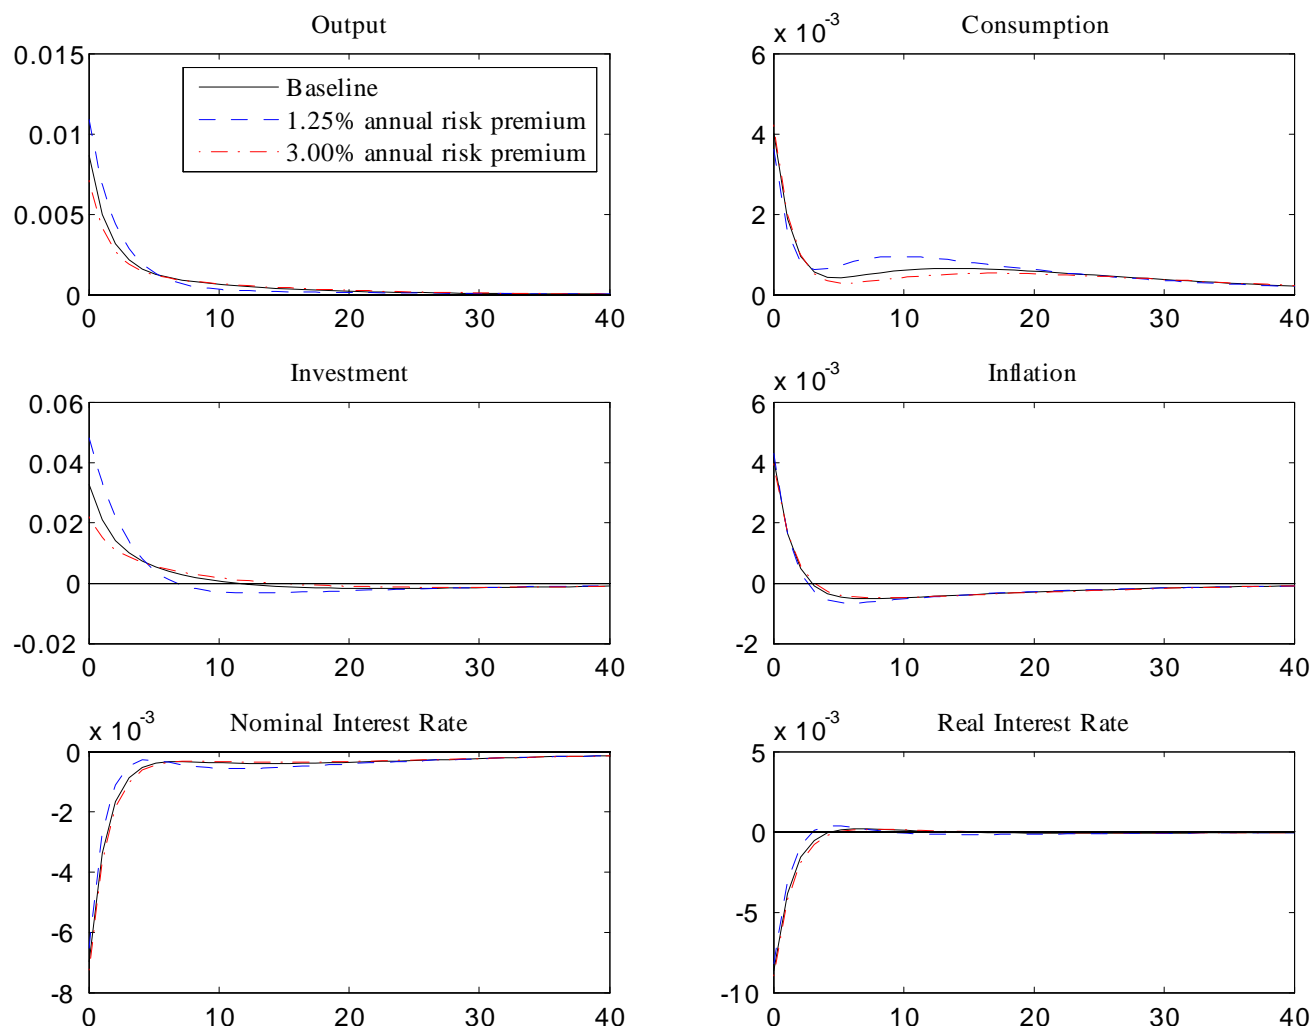 Output
0.015
0.01
0.005
0
0 10 20 30 40
Baseline
1.25% annual risk premium
3.00% annual risk premium
Consumption
x 10-3
6
4
2
0
0 10 20 30 40
Investment
0.06
0.04
0.02
0
-0.02
0 10 20 30 40
Inflation
x 10-3
6
4
2
0
-2
0 10 20 30 40
Nominal Interest Rate
x 10-3
0
-2
-4
-6
-8
0 10 20 30 40
Real Interest Rate
x 10-3
5
0
-5
-10
0 10 20 30 40